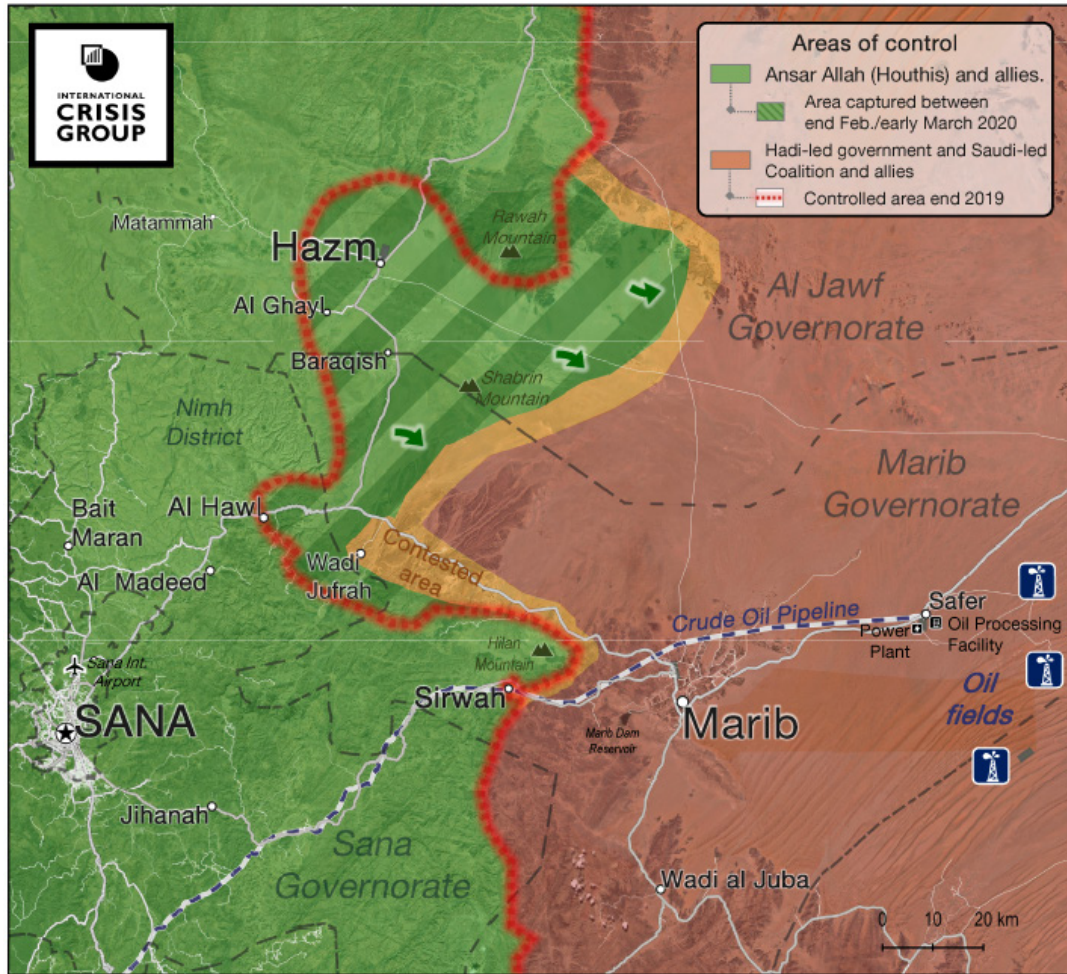 INTERNATIONAL
CRISIS
GROUP
Areas of control
Ansar Allah (Houthis) and allies.
Area captured between
end Feb./early March 2020
Hadi-led government and Saudi-led
Coalition and allies
Controlled area end 2019
Matammah
Rawah
Mountain
Hazm
Al Jawf
Governorate
Al Ghayl
Baraqish
Shabrin
Mountain
Nimh
District
Marib
Governorate
Al Hawl
Bait
Maran
Contested
area
Wadi
Jufrah
Al Madeed
Safer
Crude Oil Pipeline
Oil Processing
Facility
Power
Plant
Hilan
Mountain
Sana Int.
Airport
Sirwah
Oil
fields
SANA
Marib
Marib Dam
Reservoir
Jihanah
Sana
Governorate
Wadi al Juba
0 10 20 km